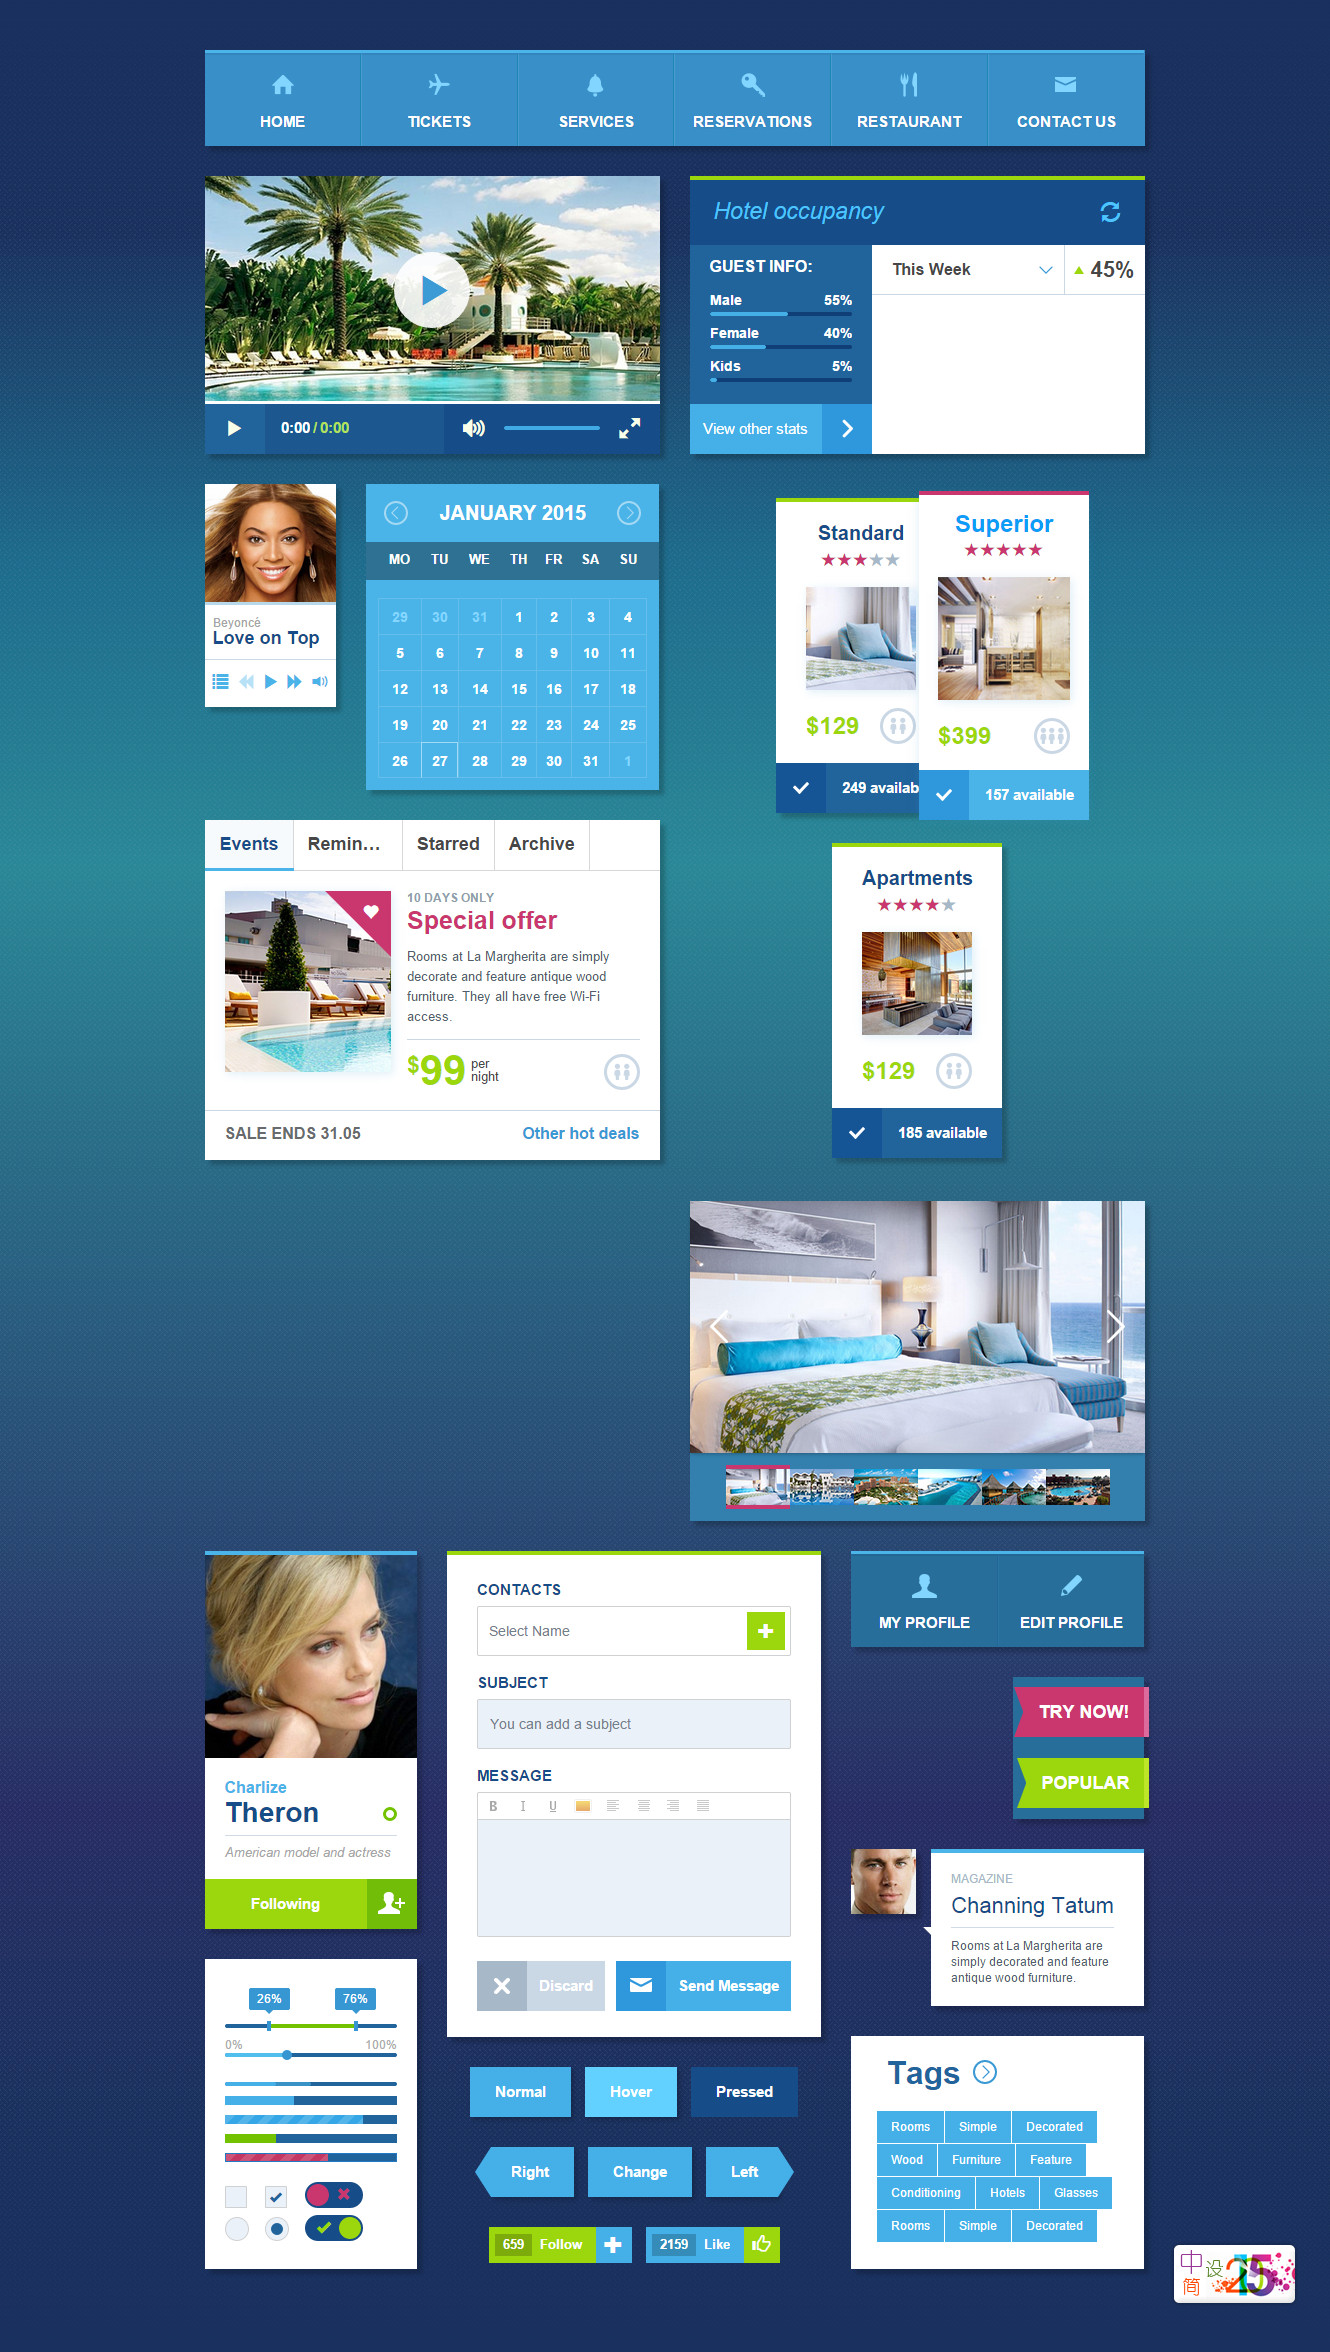 HOME
TICKETS
SERVICES
RESERVATIONS
RESTAURANT
CONTACT US
0:00 / 0:00
Hotel occupancy
GUEST INFO:
Male 55%
Female 40%
Kids 5%
View other stats
This Week
45%
Beyoncé
Love on Top
JANUARY 2015
MO TU WE TH FR SA SU
29 30 31 1 2 3 4
5 6 7 8 9 10 11
12 13 14 15 16 17 18
19 20 21 22 23 24 25
26 27 28 29 30 31 1
Standard
$129
249 availab
Superior
$399
157 available
Apartments
$129
185 available
Events
Remin...
Starred
Archive
10 DAYS ONLY
Special offer
Rooms at La Margherita are simply
decorate and feature antique wood
furniture. They all have free Wi-Fi
access.
$99 per
night
SALE ENDS 31.05
Other hot deals
Charlize
Theron
American model and actress
Following
CONTACTS
Select Name
SUBJECT
You can add a subject
MESSAGE
B I U
Discard
Send Message
MY PROFILE
EDIT PROFILE
TRY NOW!
POPULAR
MAGAZINE
Channing Tatum
Rooms at La Margherita are
simply decorated and feature
antique wood furniture.
26% 76%
0% 100%
Normal
Hover
Pressed
Right
Change
Left
659 Follow
2159 Like
Tags
Rooms Simple Decorated
Wood Furniture Feature
Conditioning Hotels Glasses
Rooms Simple Decorated
中设
简 15